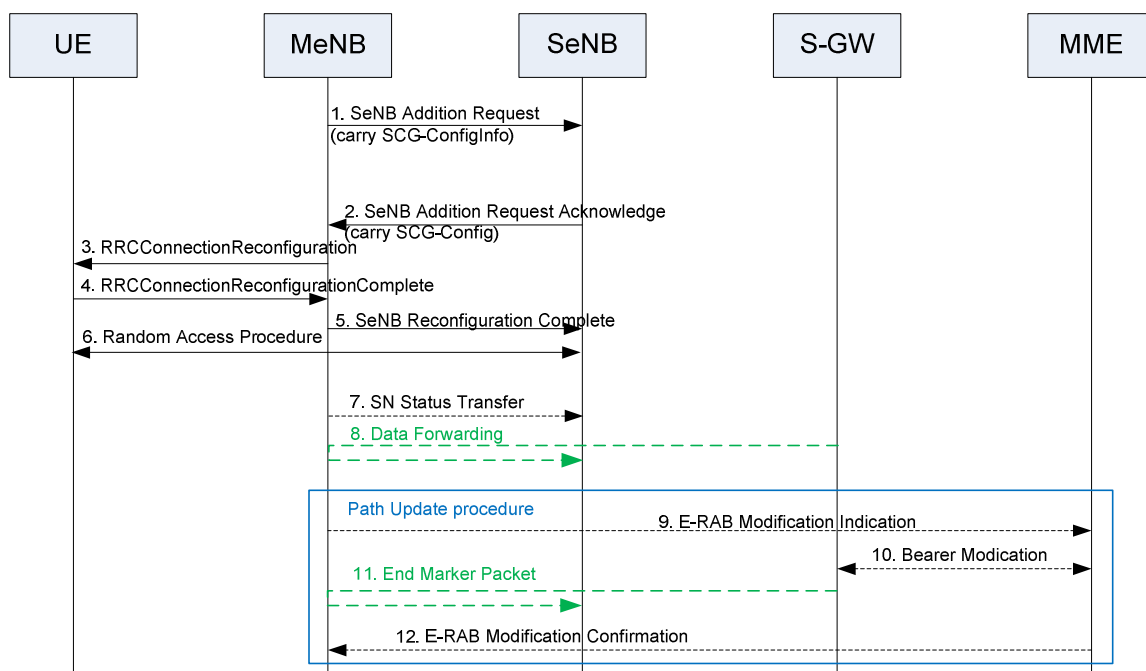 UE
MeNB
SeNB
S-GW
MME
1. SeNB Addition Request
(carry SCG-ConfigInfo)
2. SeNB Addition Request Acknowledge
(carry SCG-Config)
3. RRCConnectionReconfiguration
4. RRCConnectionReconfigurationComplete
5. SeNB Reconfiguration Complete
6. Random Access Procedure
7. SN Status Transfer
8. Data Forwarding
Path Update procedure
9. E-RAB Modification Indication
10. Bearer Modication
11. End Marker Packet
12. E-RAB Modification Confirmation